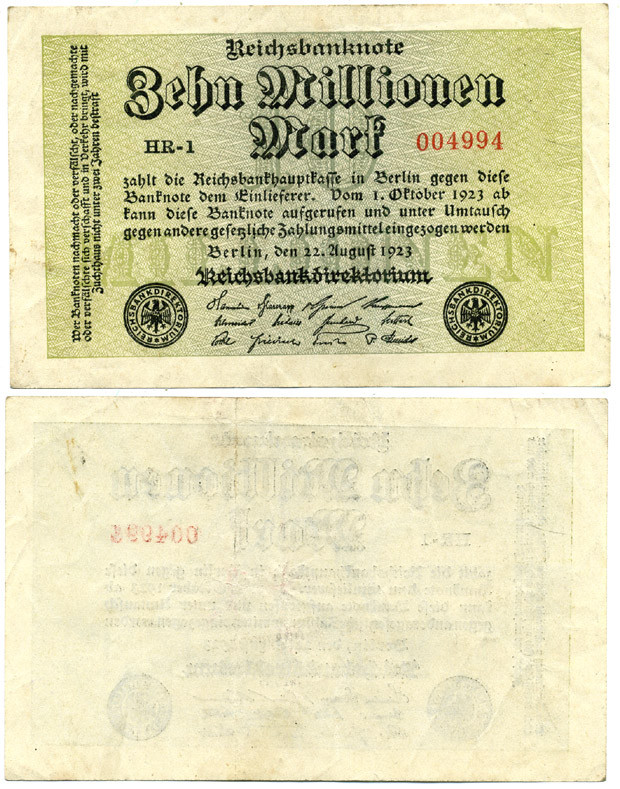 Reichsbanknote
Zehn Millionen
Mark
HR-1
004994
zahlt die Reichsbankhauptkasse in Berlin gegen diese
Banknote dem Einlieferer. Vom 1. Oktober 1923 ab
kann diese Banknote aufgerufen und unter Umtausch
gegen andere gesetzliche Zahlungsmittel eingezogen werden
Berlin, den 22. August 1923
Reichsbankdirektorium
REICHSBANKDIREKTORIUM
REICHSBANKDIREKTORIUM
Wer Banknoten nachmacht oder verfälscht, oder nachgemachte
oder verfälschte sich verschafft und in Verkehr bringt, wird mit
Zuchthaus nicht unter zwei Jahren bestraft